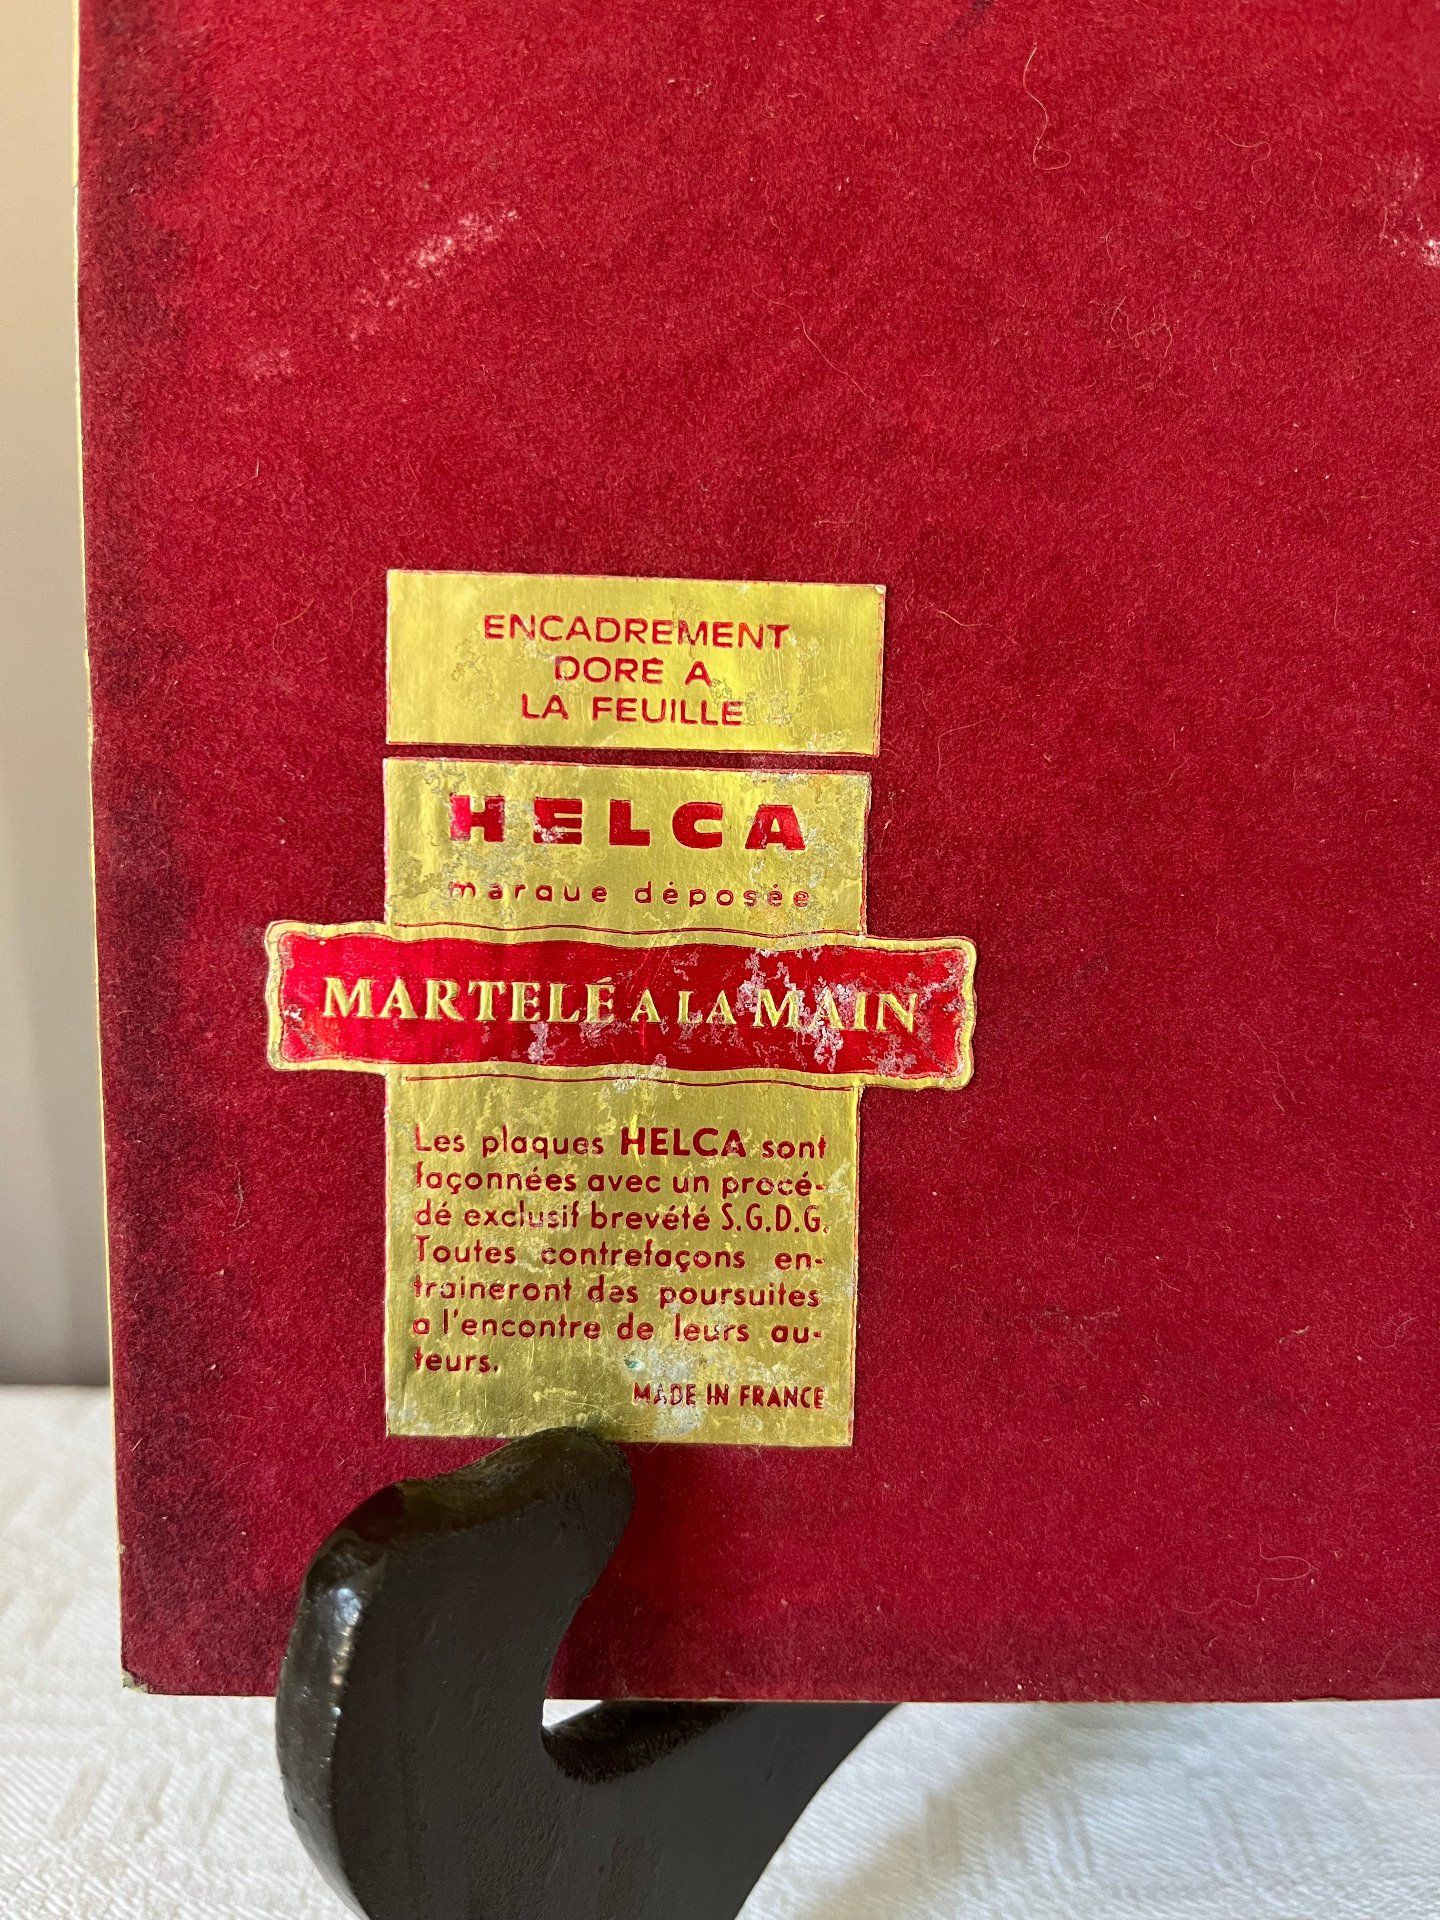 ENCADREMENT
DORÉ A
LA FEUILLE
HELCA
marque déposée
MARTELÉ A LA MAIN
Les plaques HELCA sont
façonnées avec un procé-
dé exclusif brevété S.G.D.G.
Toutes contrefaçons en-
traineront des poursuites
a l'encontre de leurs au-
teurs.
MADE IN FRANCE